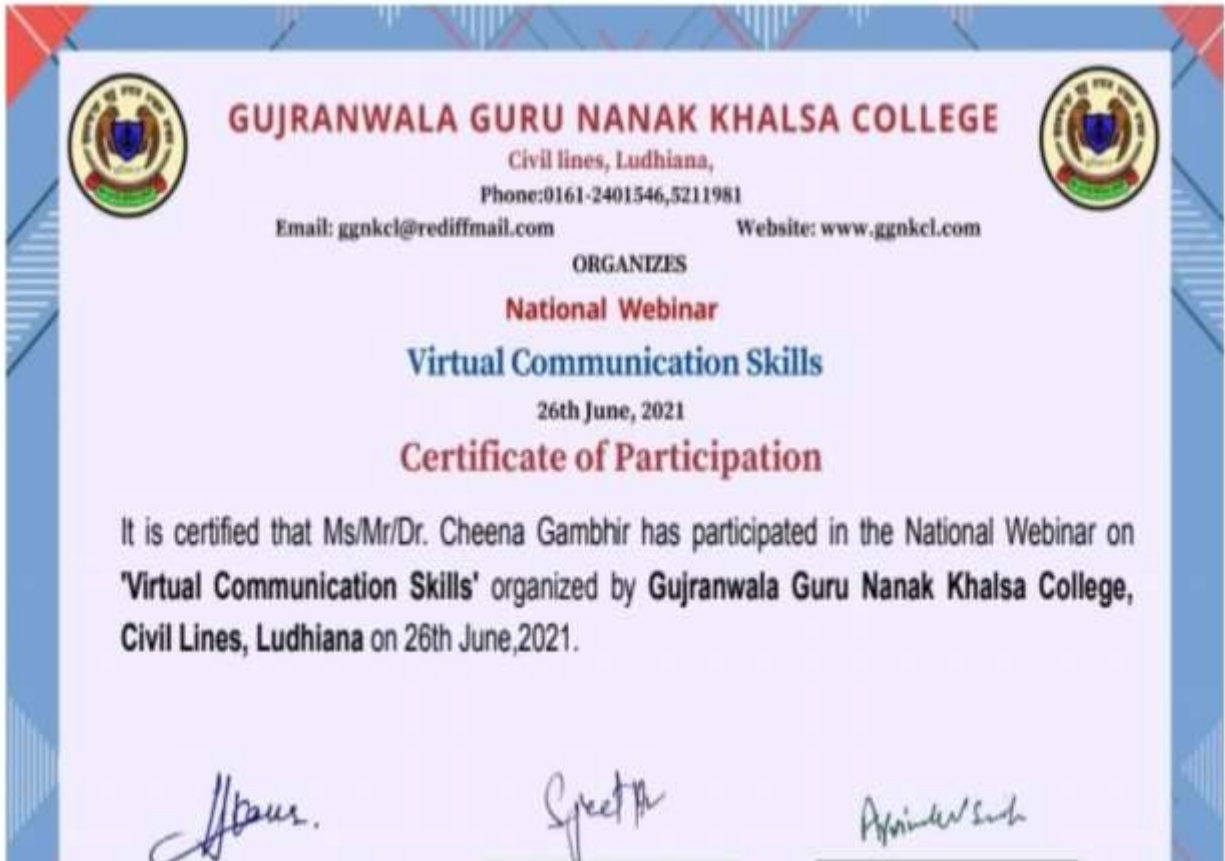 GUJRANWALA GURU NANAK KHALSA COLLEGE
Civil lines, Ludhiana,
Phone:0161-2401546,5211981
Email: ggnkcl@rediffmail.com Website: www.ggnkcl.com
ORGANIZES
National Webinar
Virtual Communication Skills
26th June, 2021
Certificate of Participation
It is certified that Ms/Mr/Dr. Cheena Gambhir has participated in the National Webinar on
'Virtual Communication Skills' organized by Gujranwala Guru Nanak Khalsa College,
Civil Lines, Ludhiana on 26th June,2021.